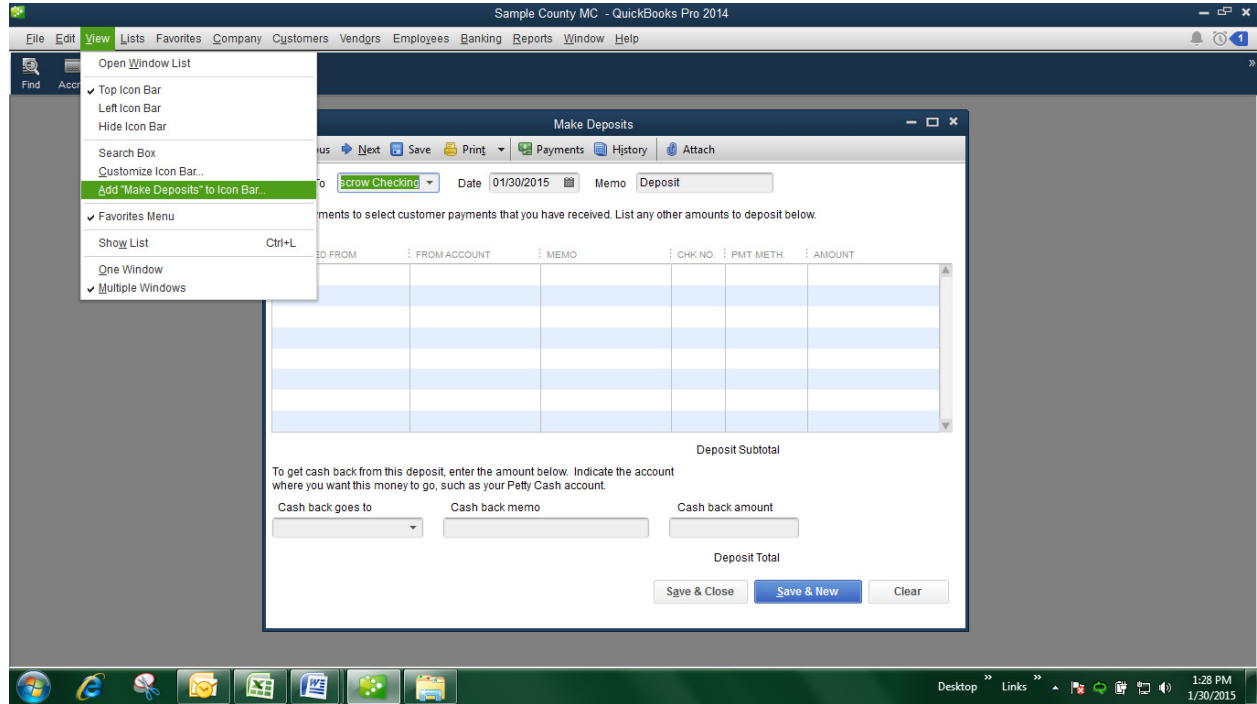 Sample County MC - QuickBooks Pro 2014
File Edit View Lists Favorites Company Customers Vendors Employees Banking Reports Window Help
1
Find Accr
Open Window List
Top Icon Bar
Left Icon Bar
Hide Icon Bar
Search Box
Customize Icon Bar...
Add "Make Deposits" to Icon Bar...
Favorites Menu
Show List Ctrl+L
One Window
Multiple Windows
Make Deposits
us Next Save Print Payments History Attach
o scrow Checking Date 01/30/2015 Memo Deposit
ments to select customer payments that you have received. List any other amounts to deposit below.
ED FROM FROM ACCOUNT MEMO CHK NO. PMT METH. AMOUNT
Deposit Subtotal
To get cash back from this deposit, enter the amount below. Indicate the account
where you want this money to go, such as your Petty Cash account.
Cash back goes to Cash back memo Cash back amount
Deposit Total
Save & Close Save & New Clear
Desktop Links 1:28 PM
1/30/2015